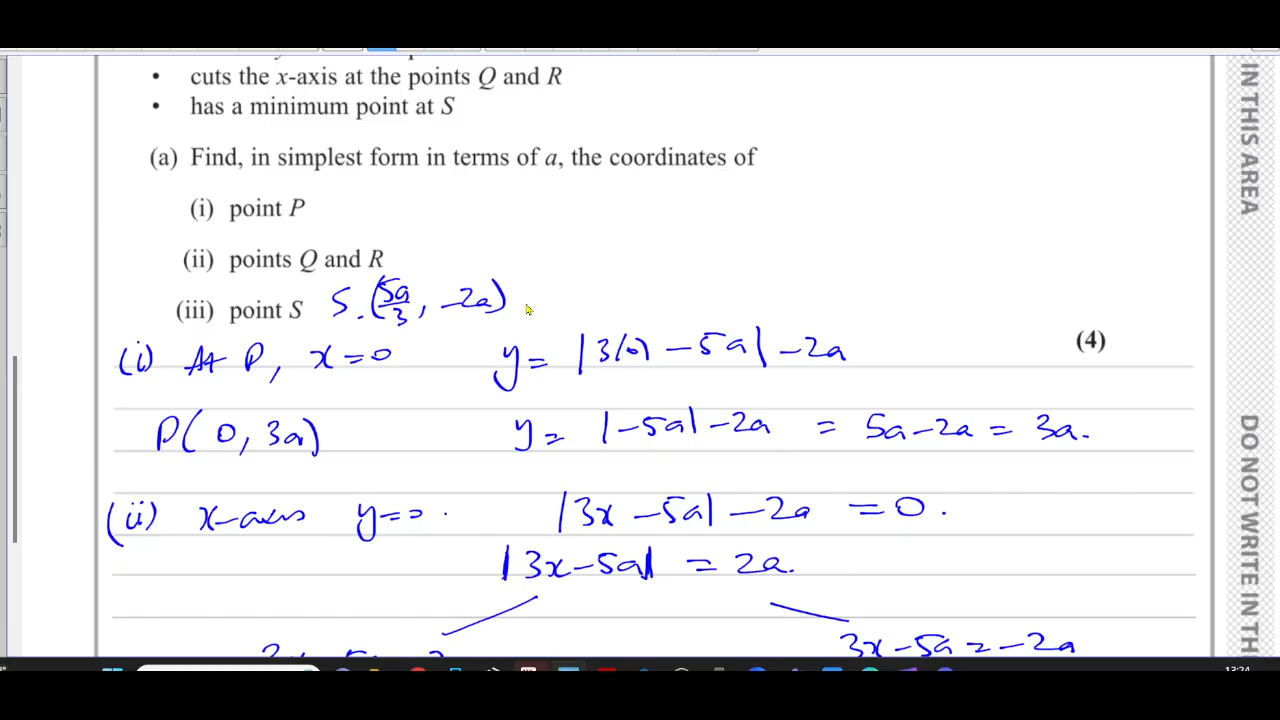 • cuts the x-axis at the points Q and R
• has a minimum point at S
(a) Find, in simplest form in terms of a, the coordinates of
(i) point P
(ii) points Q and R
(iii) point S S. (5a/3, -2a)
(i) At P, x = 0 y = |3(0) - 5a| - 2a
(4)
P(0, 3a) y = |-5a| - 2a = 5a - 2a = 3a.
(ii) x-axis y = 0. |3x - 5a| - 2a = 0.
|3x - 5a| = 2a.
3x - 5a = -2a
IN THIS AREA
DO NOT WRITE IN TH
13:24